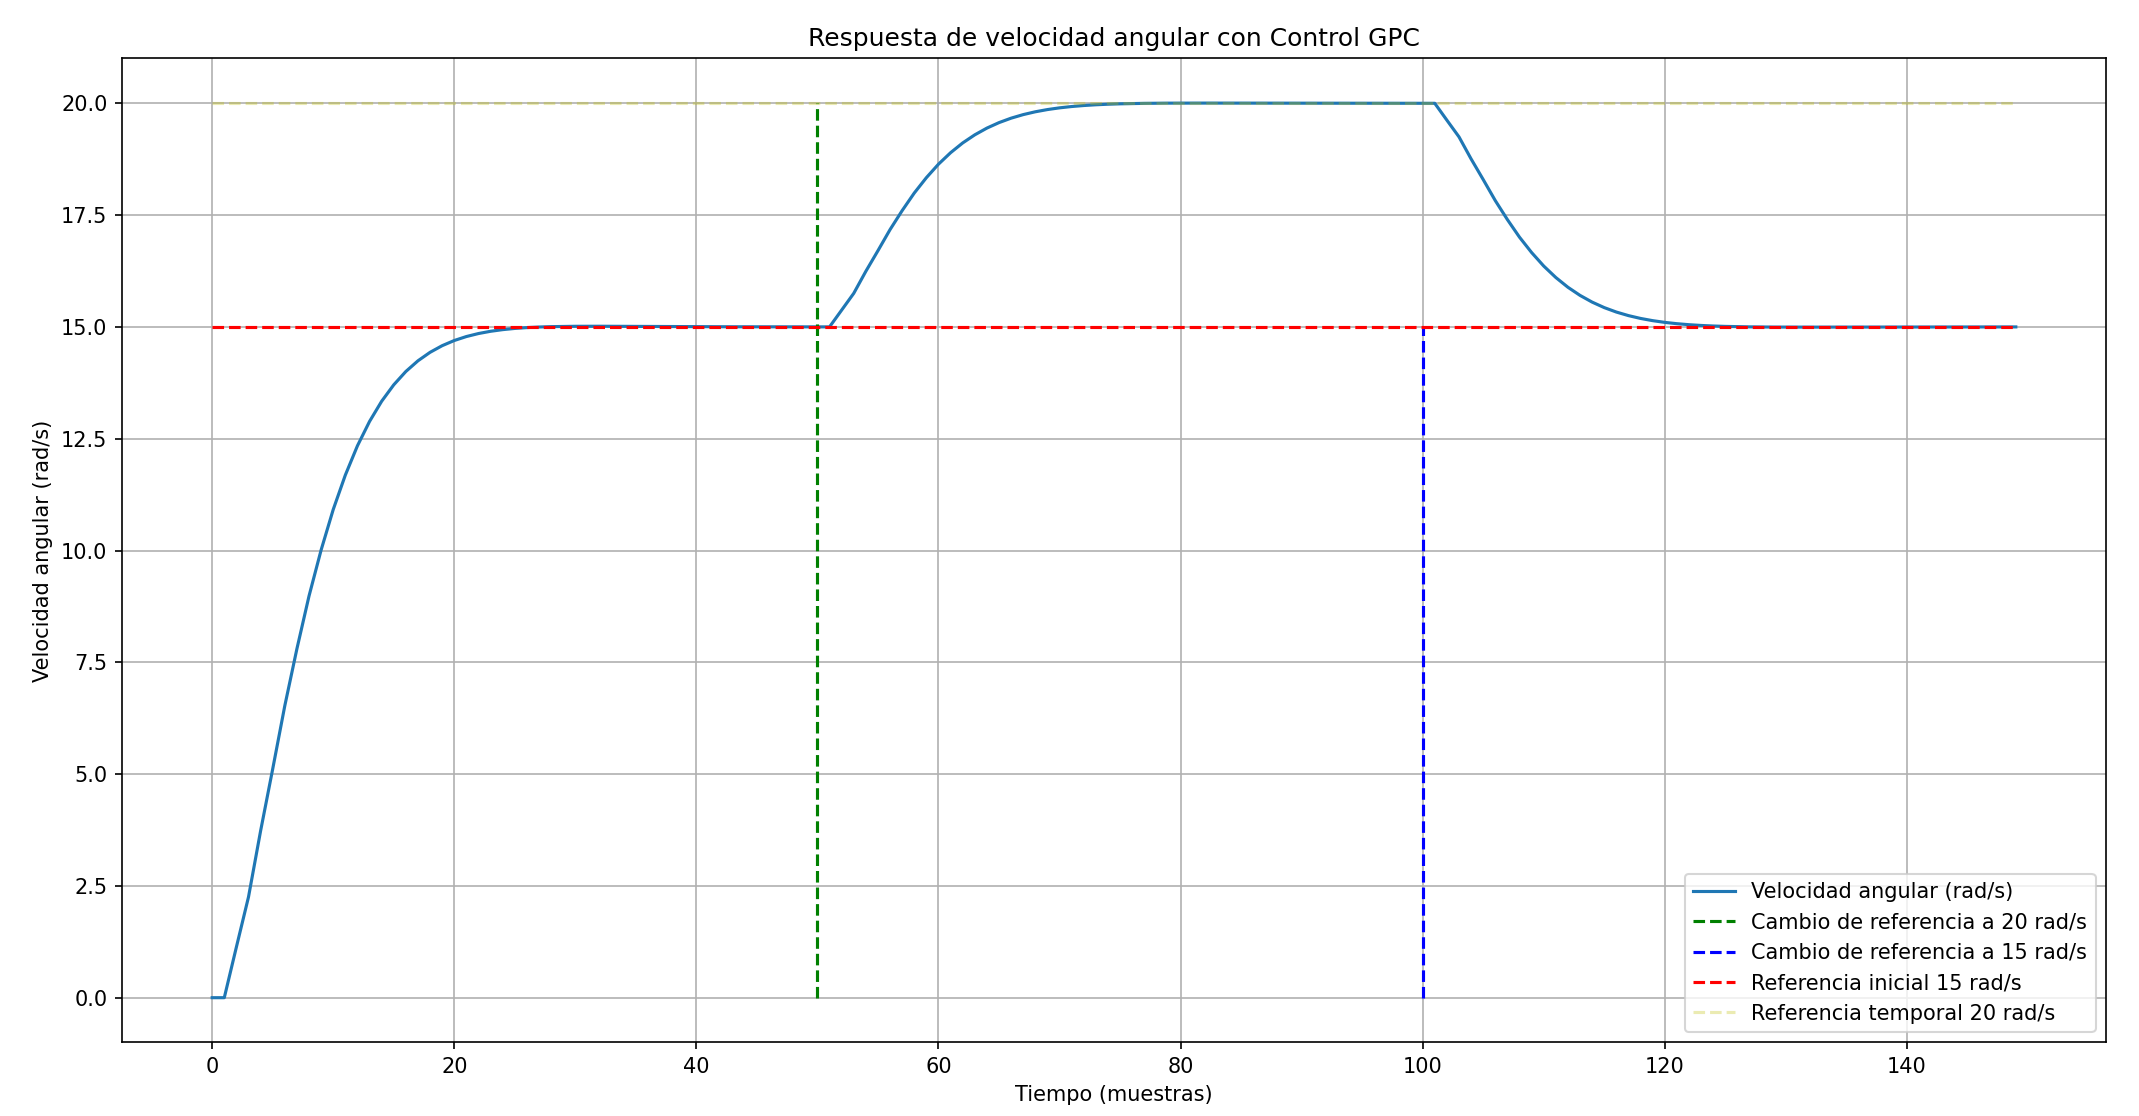 Respuesta de velocidad angular con Control GPC
Velocidad angular (rad/s)
20.0
17.5
15.0
12.5
10.0
7.5
5.0
2.5
0.0
0 20 40 60 80 100 120 140
Tiempo (muestras)
Velocidad angular (rad/s)
Cambio de referencia a 20 rad/s
Cambio de referencia a 15 rad/s
Referencia inicial 15 rad/s
Referencia temporal 20 rad/s